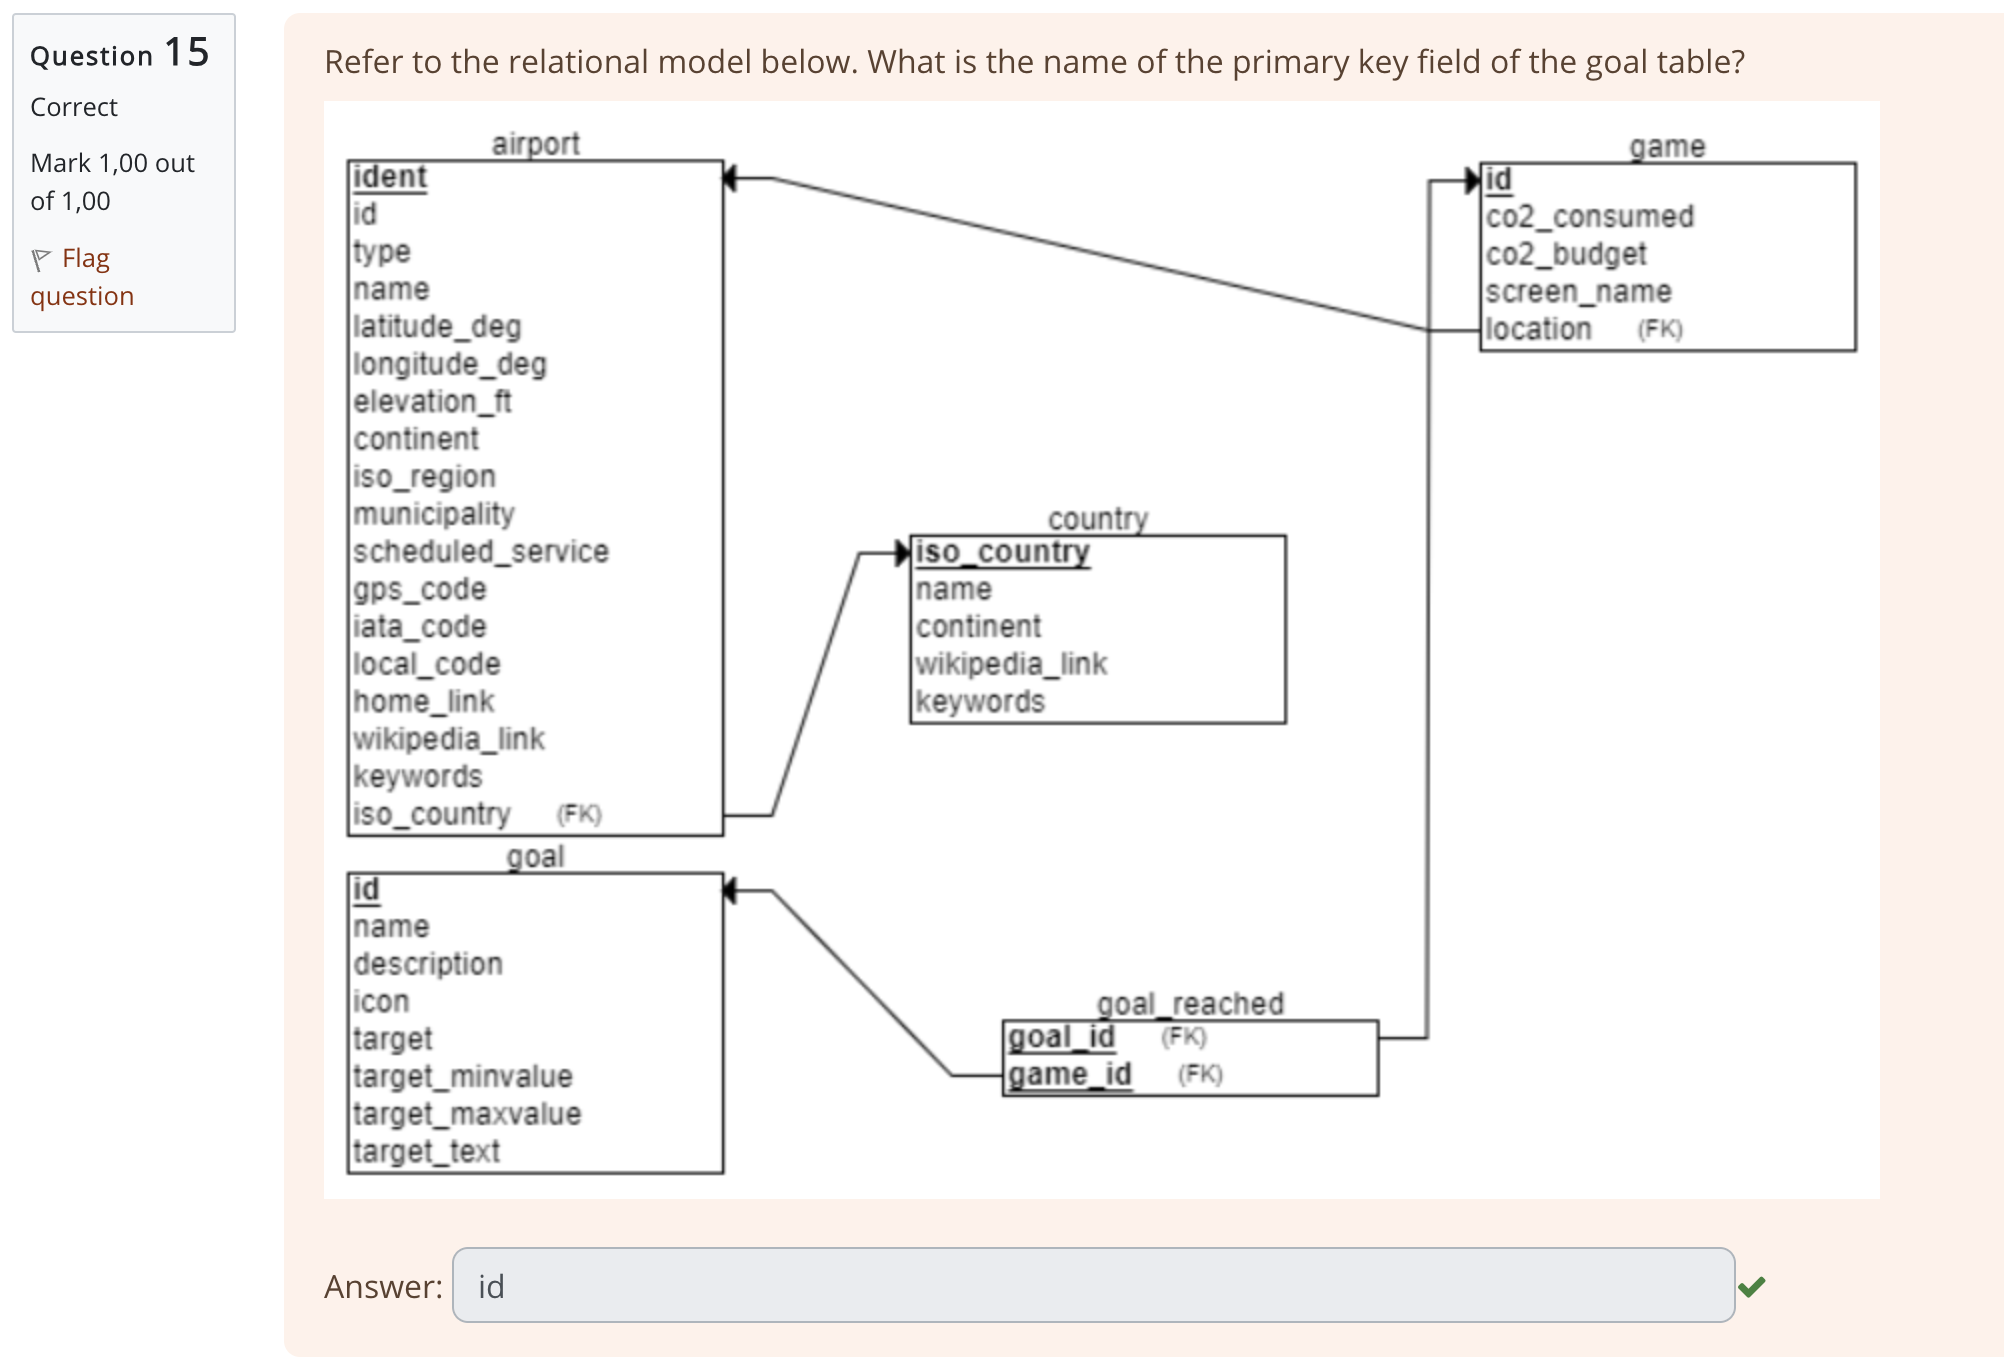 Question 15
Correct
Mark 1,00 out
of 1,00
Flag
question
Refer to the relational model below. What is the name of the primary key field of the goal table?
airport
ident
id
type
name
latitude_deg
longitude_deg
elevation_ft
continent
iso_region
municipality
scheduled_service
gps_code
iata_code
local_code
home_link
wikipedia_link
keywords
iso_country (FK)
game
id
co2_consumed
co2_budget
screen_name
location (FK)
country
iso_country
name
continent
wikipedia_link
keywords
goal
id
name
description
icon
target
target_minvalue
target_maxvalue
target_text
goal_reached
goal_id (FK)
game_id (FK)
Answer: id